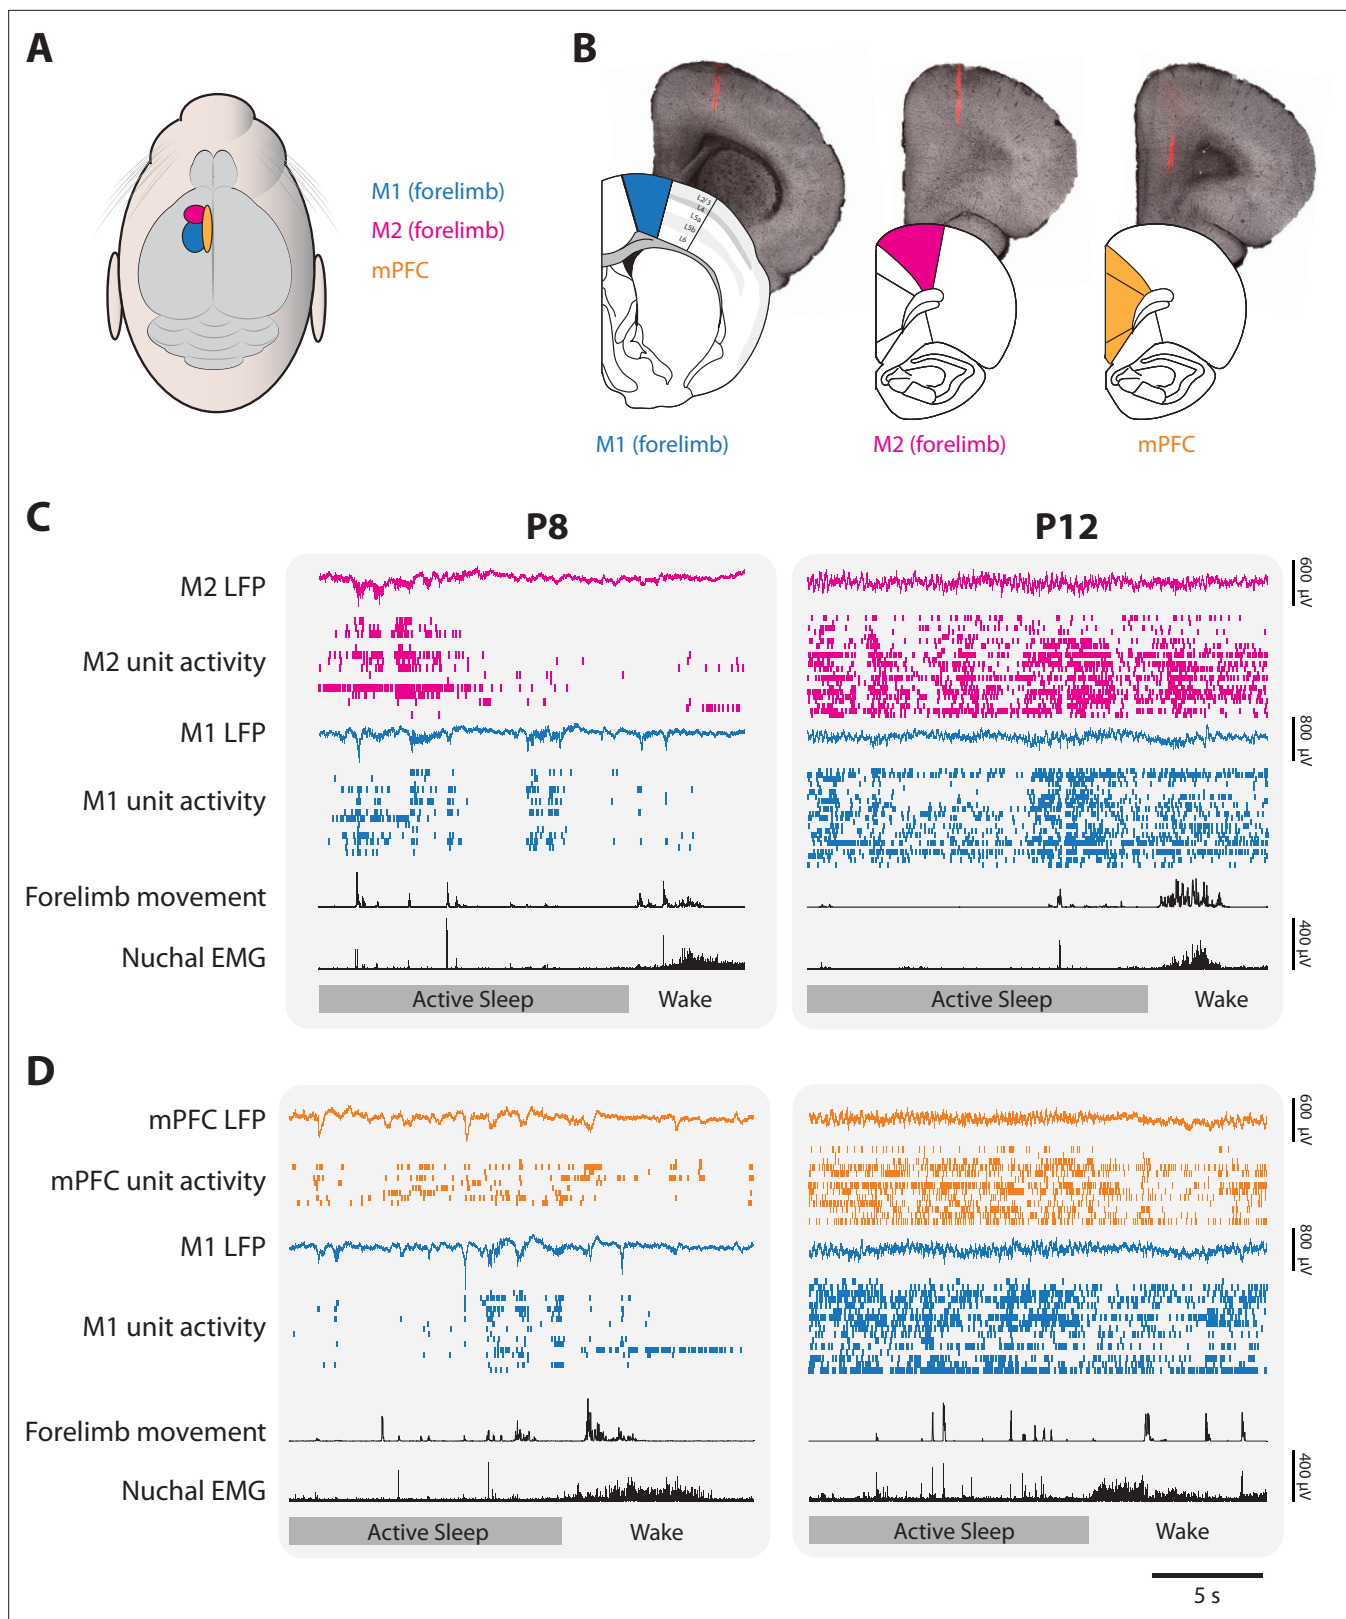 A
B
M1 (forelimb)
M2 (forelimb)
mPFC
L2/3
L4
L5a
L5b
L6
M1 (forelimb)
M2 (forelimb)
mPFC
C
P8
P12
M2 LFP
600 µV
M2 unit activity
M1 LFP
800 µV
M1 unit activity
Forelimb movement
Nuchal EMG
400 µV
Active Sleep
Wake
Active Sleep
Wake
D
mPFC LFP
600 µV
mPFC unit activity
M1 LFP
800 µV
M1 unit activity
Forelimb movement
Nuchal EMG
400 µV
Active Sleep
Wake
Active Sleep
Wake
5 s